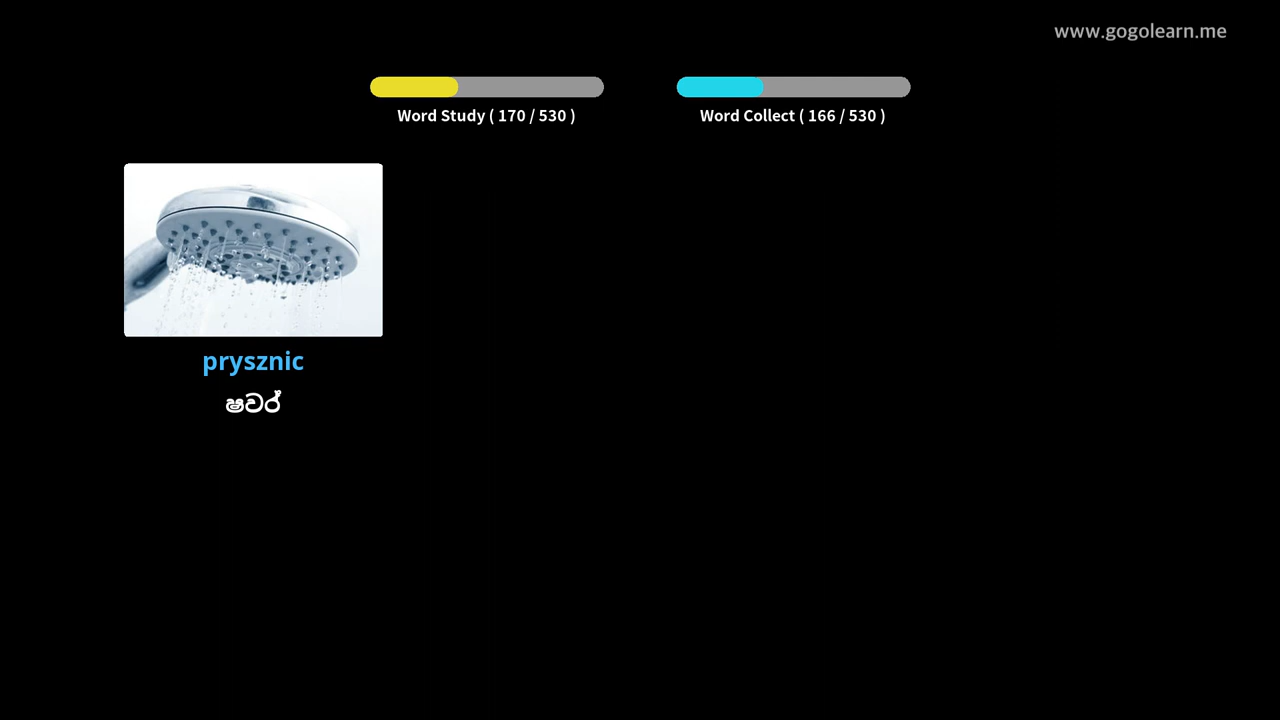 www.gogolearn.me
Word Study ( 170 / 530 )
Word Collect ( 166 / 530 )
prysznic
ෂවර්